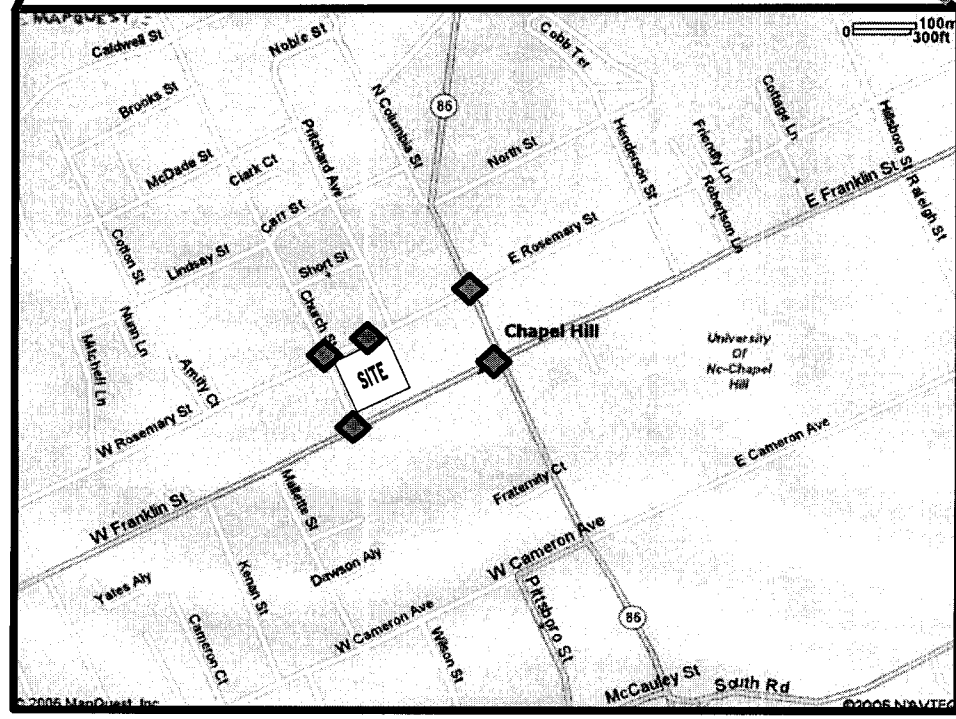 MAPQUEST
100m
0
300ft
Caldwell St
Noble St
Cobb Ter
86
Brooks St
N Columbia St
Cottage Ln
Hillsboro St
Pritchard Ave
Henderson St
Friendly Ln
North St
McDade St
Clark Ct
Robertson Ln
E Franklin St
Raleigh St
Carr St
Cotton St
Lindsay St
Short St
E Rosemary St
Church St
Nunn Ln
Chapel Hill
University
Of
Nc-Chapel
Hill
Mitchell Ln
Amity Ct
SITE
W Rosemary St
E Cameron Ave
Mallette St
Fraternity Ct
W Franklin St
W Cameron Ave
Dawson Aly
Yates Aly
Kenan St
Pittsboro St
Cameron Ct
W Cameron Ave
Wilson St
86
McCauley St
South Rd
© 2006 MapQuest, Inc
©2006 NAVTEQ